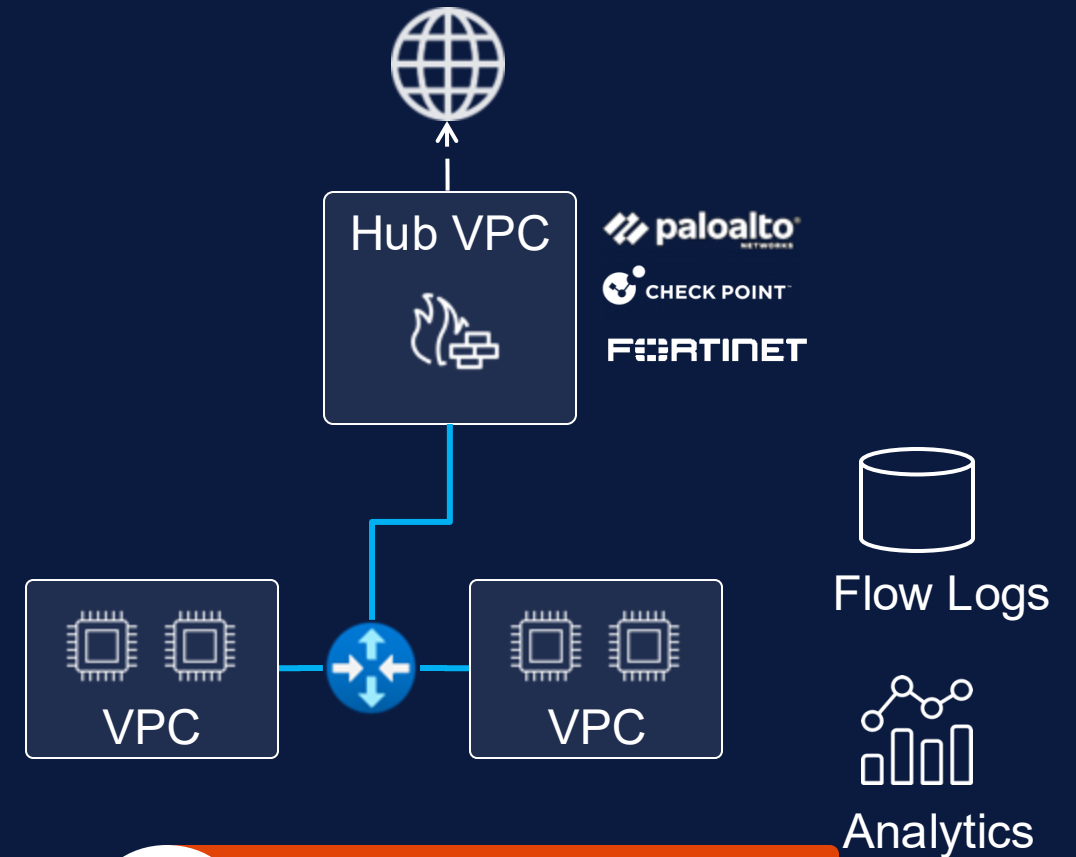 Hub VPC
paloalto
NETWORKS
CHECK POINT
FORTINET
Flow Logs
VPC
VPC
Analytics